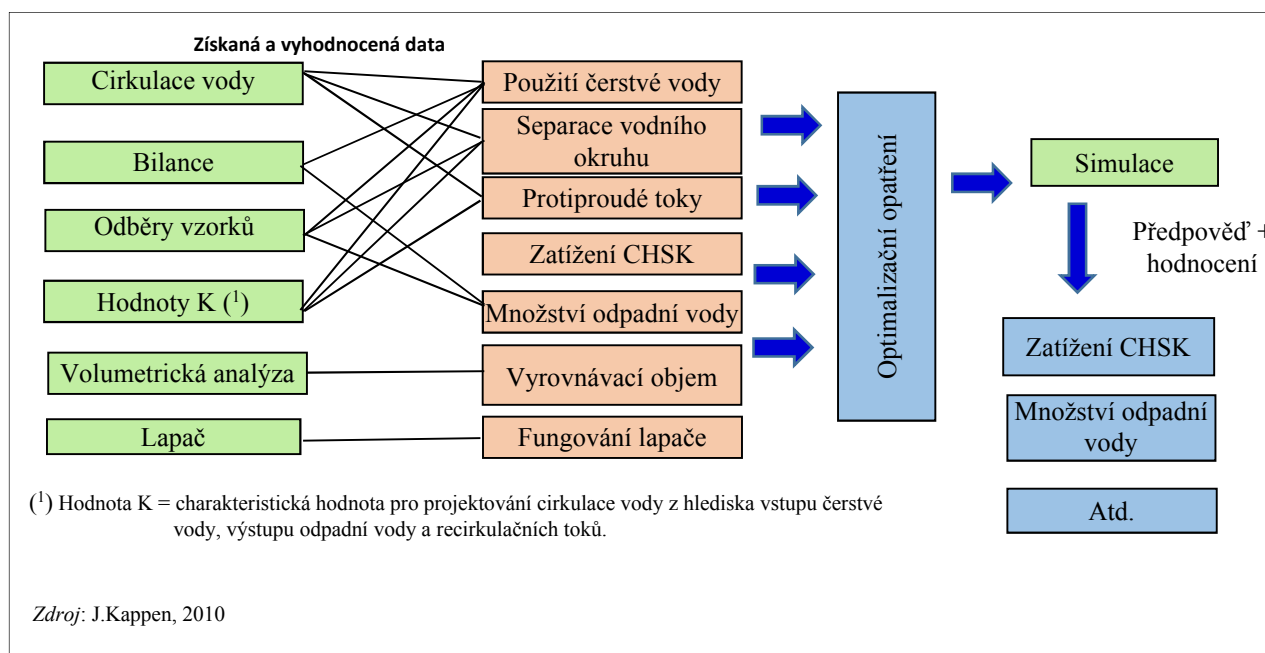 Získaná a vyhodnocená data
Cirkulace vody
Bilance
Odběry vzorků
Hodnoty K (¹)
Volumetrická analýza
Lapač
Použití čerstvé vody
Separace vodního
okruhu
Protiproudé toky
Zatížení CHSK
Množství odpadní vody
Vyrovnávací objem
Fungování lapače
Optimalizační opatření
Simulace
Předpověď +
hodnocení
Zatížení CHSK
Množství odpadní
vody
Atd.
(¹) Hodnota K = charakteristická hodnota pro projektování cirkulace vody z hlediska vstupu čerstvé
vody, výstupu odpadní vody a recirkulačních toků.
Zdroj: J.Kappen, 2010